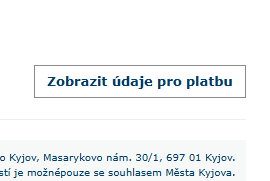 Zobrazit údaje pro platbu
o Kyjov, Masarykovo nám. 30/1, 697 01 Kyjov.
stí je možnépouze se souhlasem Města Kyjova.